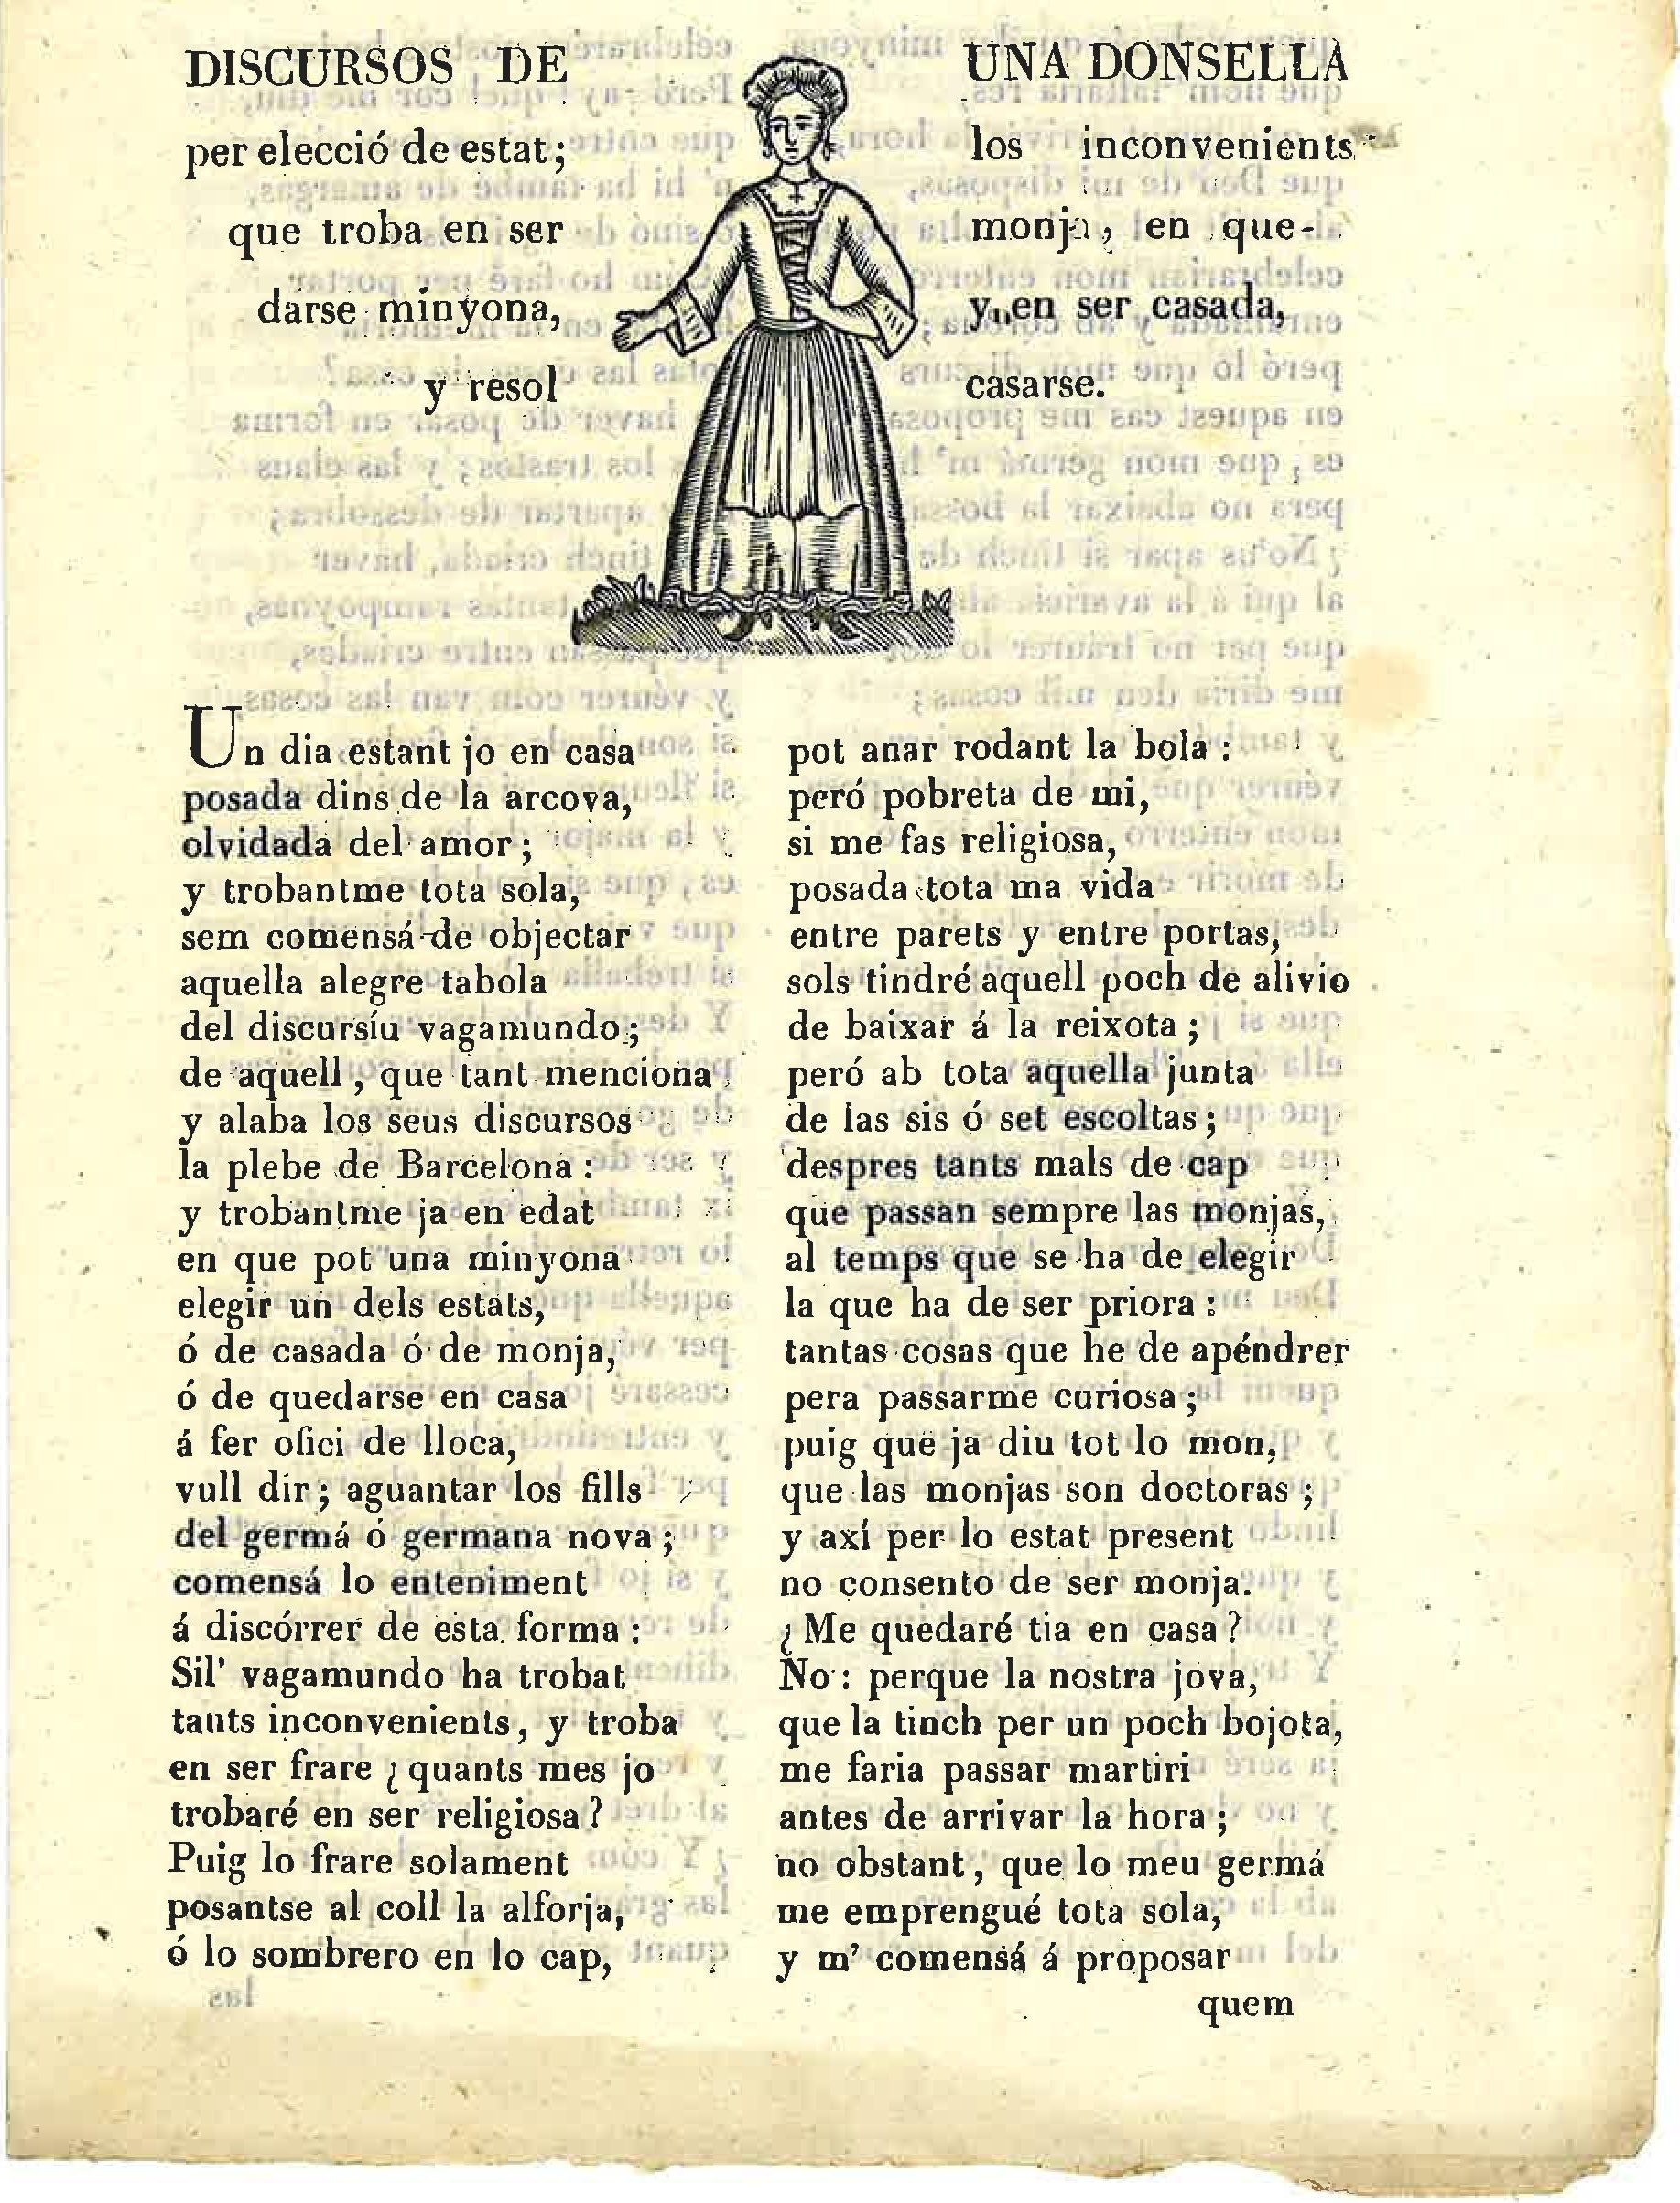 DISCURSOS DE UNA DONSELLA
per elecció de estat; los inconvenients
que troba en ser monja, en que-
darse minyona, y en ser casada,
y resol casarse.
Un dia estant jo en casa
posada dins de la arcova,
olvidada del amor;
y trobantme tota sola,
sem comensá de objectar
aquella alegre tabola
del discursíu vagamundo;
de aquell, que tant menciona
y alaba los seus discursos
la plebe de Barcelona:
y trobantme ja en edat
en que pot una minyona
elegir un dels estats,
ó de casada ó de monja,
ó de quedarse en casa
á fer ofici de lloca,
vull dir; aguantar los fills
del germá ó germana nova;
comensá lo enteniment
á discórrer de esta forma:
Sil' vagamundo ha trobat
tants inconvenients, y troba
en ser frare ¿quants mes jo
trobaré en ser religiosa?
Puig lo frare solament
posantse al coll la alforja,
ó lo sombrero en lo cap,
pot anar rodant la bola:
peró pobreta de mi,
si me fas religiosa,
posada tota ma vida
entre parets y entre portas,
sols tindré aquell poch de alivio
de baixar á la reixota;
peró ab tota aquella junta
de las sis ó set escoltas;
despres tants mals de cap
que passan sempre las monjas,
al temps que se ha de elegir
la que ha de ser priora:
tantas cosas que he de apéndrer
pera passarme curiosa;
puig que ja diu tot lo mon,
que las monjas son doctoras;
y axí per lo estat present
no consento de ser monja.
¿Me quedaré tia en casa?
No: perque la nostra jova,
que la tinch per un poch bojota,
me faria passar martiri
antes de arrivar la hora;
no obstant, que lo meu germá
me emprengué tota sola,
y m' comensá á proposar
quem